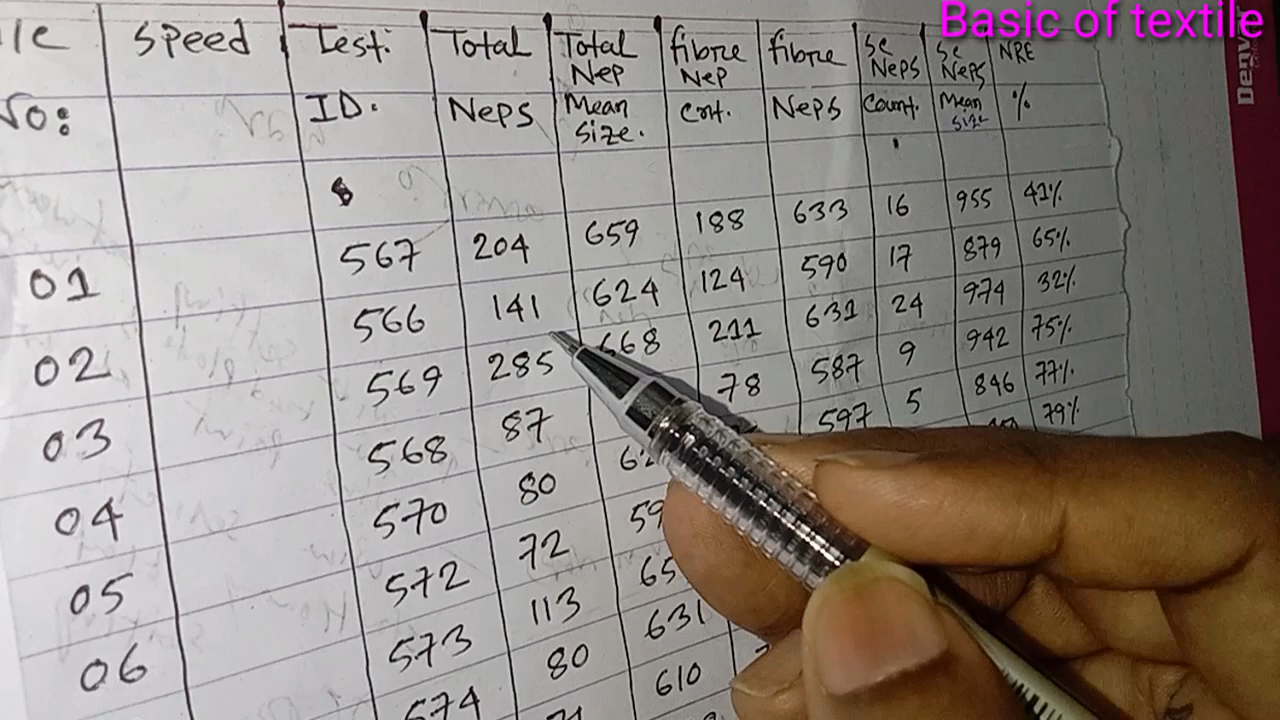 Basic of textile
Denver
Speed Test. Total Total fibre fibre Sc Sc NRE
Neps Nep Nep Neps Neps
No: ID. Neps Mean Cnt. Neps Count. Mean %
size. size
01 567 204 659 188 633 16 955 41%
02 566 141 624 124 590 17 879 65%
03 569 285 668 211 631 24 974 32%
04 568 87 78 587 9 942 75%
05 570 80 597 5 846 77%
06 572 72 79%
573 113
574 80 631
610